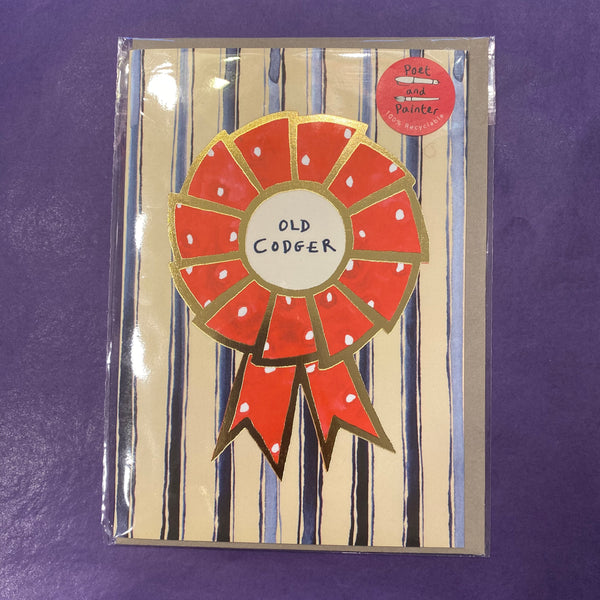 Poet
and
Painter
100% Recyclable
OLD
CODGER